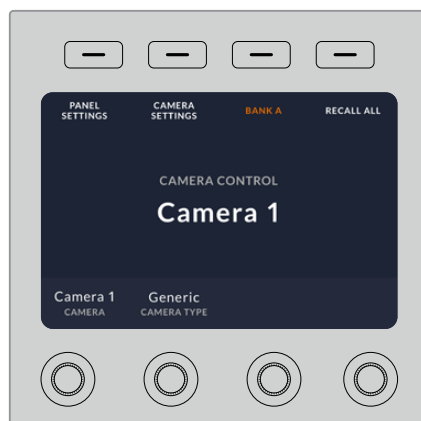 PANEL SETTINGS
CAMERA SETTINGS
BANK A
RECALL ALL
CAMERA CONTROL
Camera 1
Camera 1
CAMERA
Generic
CAMERA TYPE